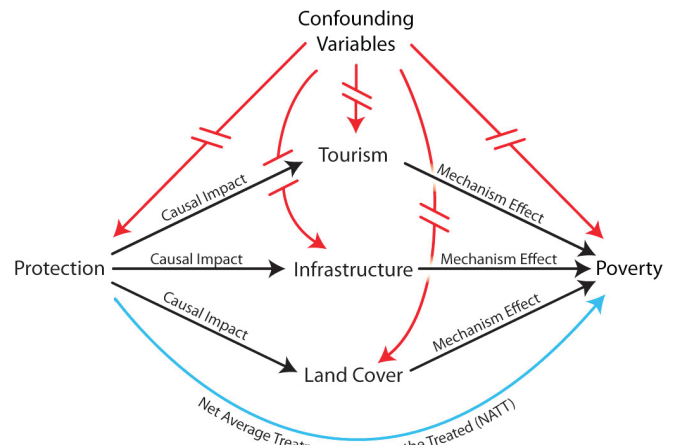 Confounding
Variables
Tourism
Causal Impact
Mechanism Effect
Protection
Causal Impact
Infrastructure
Mechanism Effect
Poverty
Causal Impact
Mechanism Effect
Land Cover
Net Average the Treated (NATT)